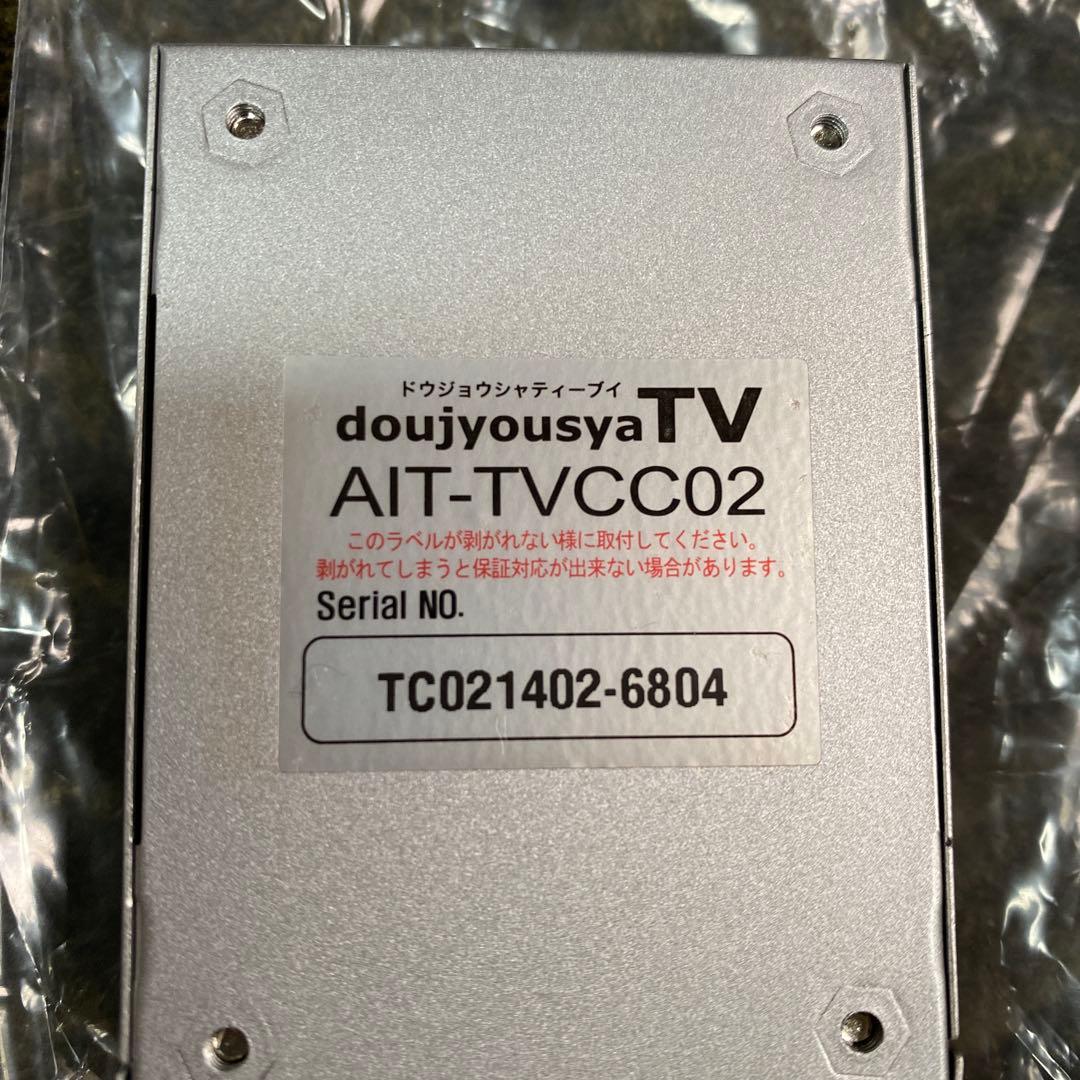 ドウジョウシャティーブイ
doujyousyaTV
AIT-TVCC02
このラベルが剥がれない様に取付してください。
剥がれてしまうと保証対応が出来ない場合があります。
Serial NO.
TC021402-6804